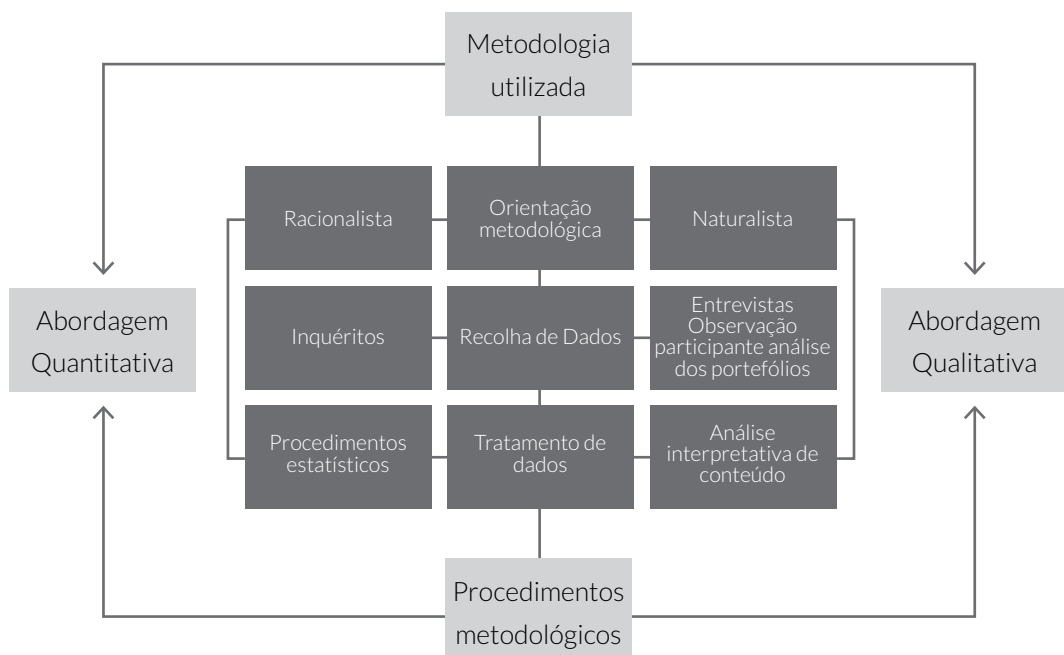 Metodologia
utilizada
Racionalista
Orientação
metodológica
Naturalista
Abordagem
Quantitativa
Inquéritos
Recolha de Dados
Entrevistas
Observação
participante análise
dos portefólios
Abordagem
Qualitativa
Procedimentos
estatísticos
Tratamento de
dados
Análise
interpretativa de
conteúdo
Procedimentos
metodológicos